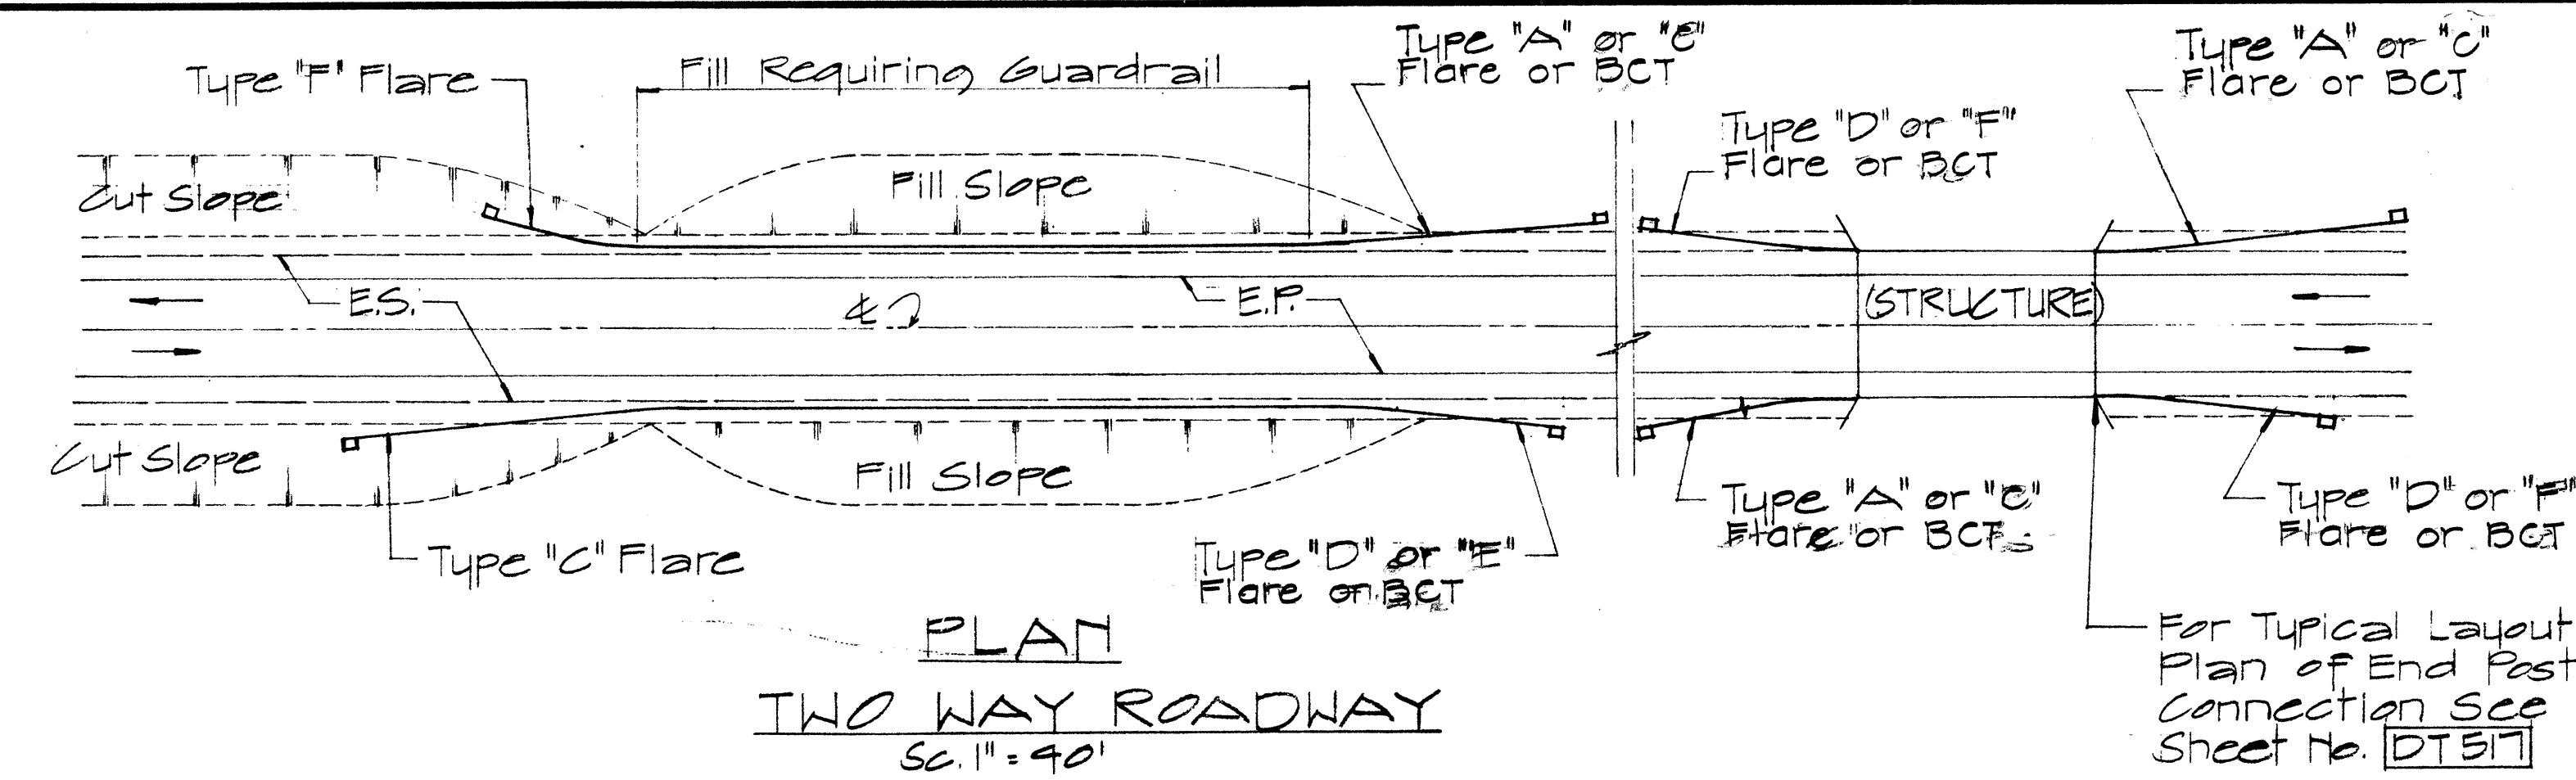 Type "F" Flare
Fill Requiring Guardrail
Type "A" or "C"
Flare or BCT
Type "A" or "C"
Flare or BCT
Type "D" or "F"
Flare or BCT
Cut Slope
Fill Slope
E.S.
E.P.
(STRUCTURE)
Cut Slope
Fill Slope
Type "C" Flare
Type "D" or "E"
Flare or BCT
Type "A" or "C"
Flare or BCT
Type "D" or "F"
Flare or BCT
For Typical Layout
Plan of End Post
Connection See
Sheet No. DT 517
PLAN
TWO WAY ROADWAY
Sc. 1" = 40'